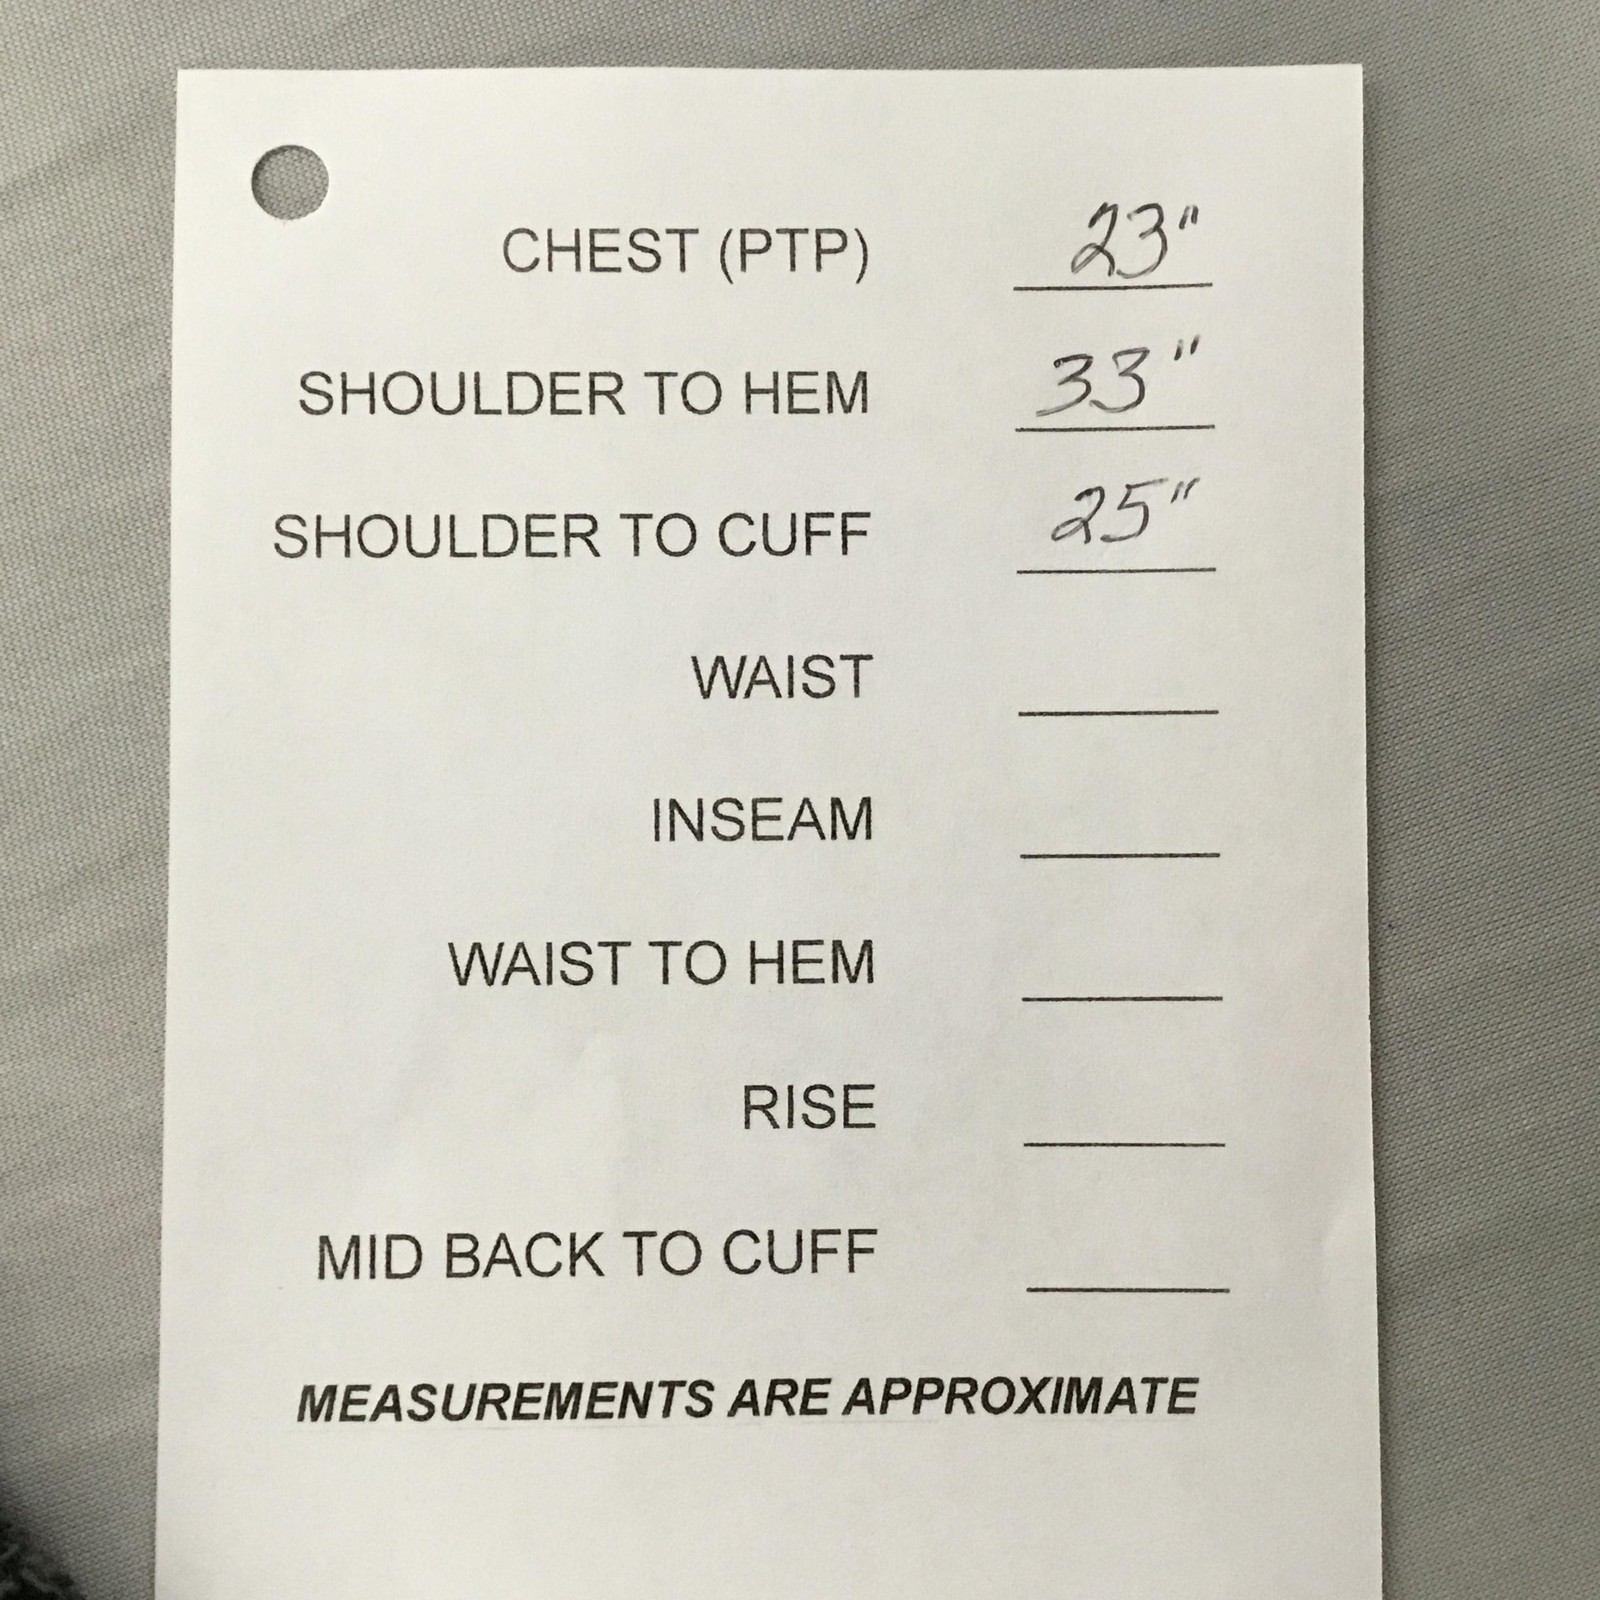 CHEST (PTP) 23"
SHOULDER TO HEM 33"
SHOULDER TO CUFF 25"
WAIST
INSEAM
WAIST TO HEM
RISE
MID BACK TO CUFF
MEASUREMENTS ARE APPROXIMATE